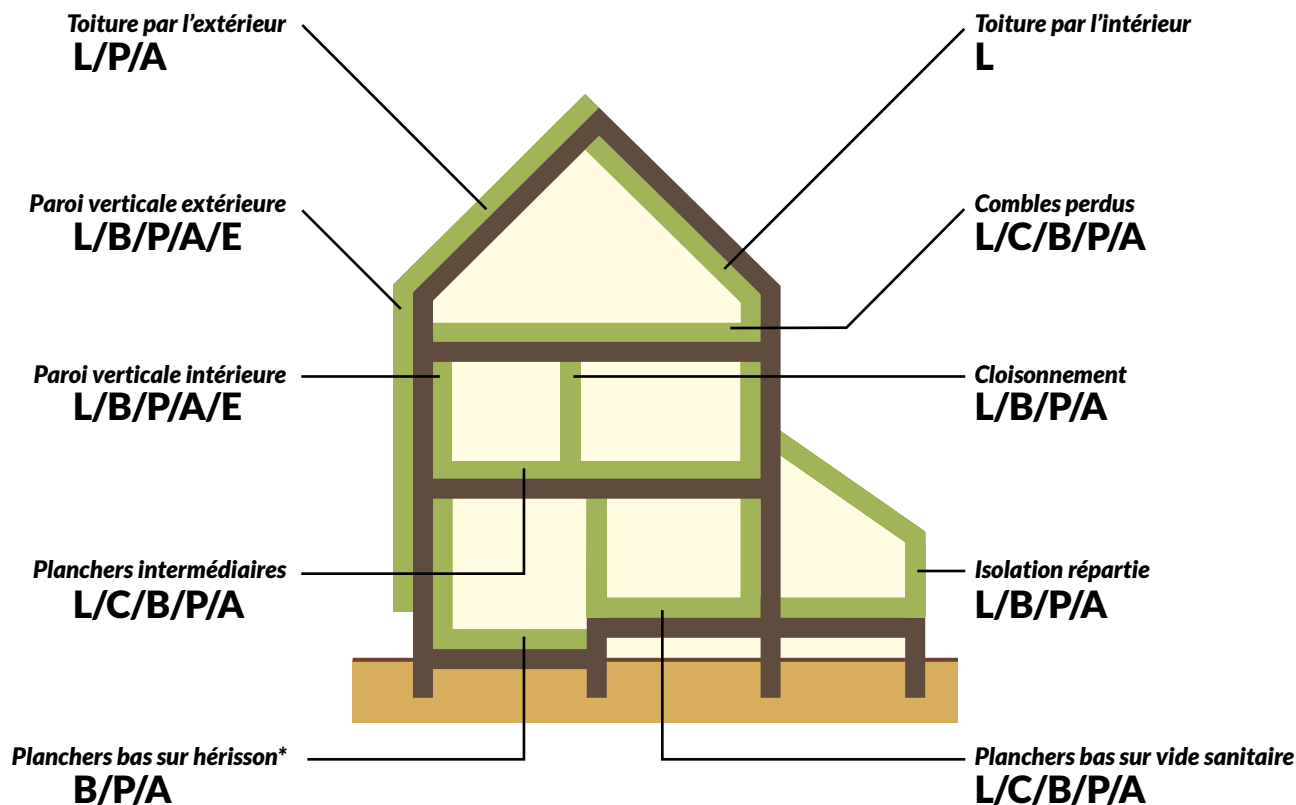 Toiture par l’extérieur
L/P/A
Toiture par l’intérieur
L
Paroi verticale extérieure
L/B/P/A/E
Combles perdus
L/C/B/P/A
Paroi verticale intérieure
L/B/P/A/E
Cloisonnement
L/B/P/A
Planchers intermédiaires
L/C/B/P/A
Isolation répartie
L/B/P/A
Planchers bas sur hérisson*
B/P/A
Planchers bas sur vide sanitaire
L/C/B/P/A